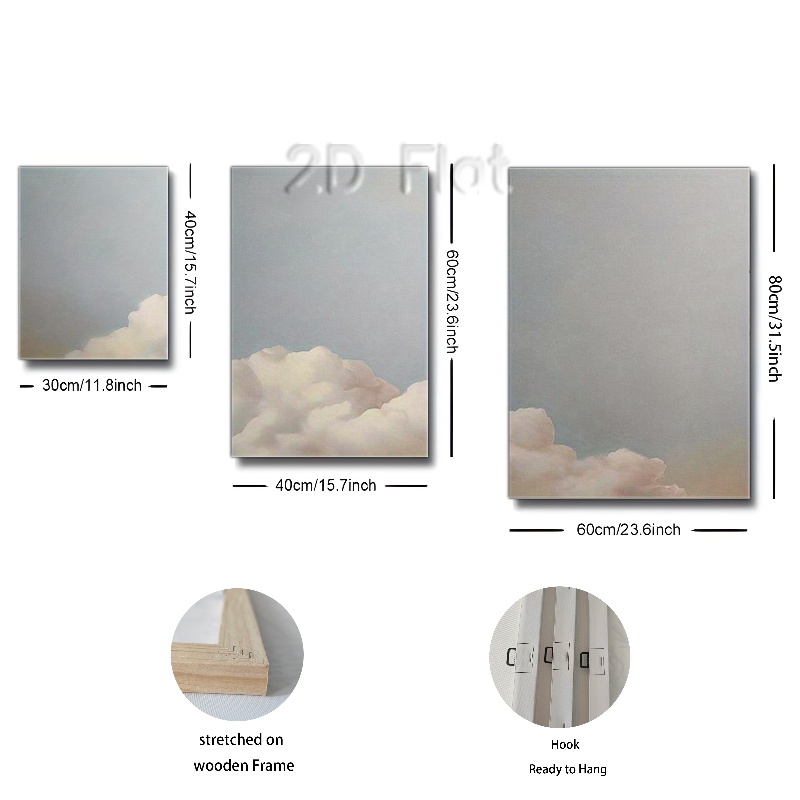 2D Flat
40cm/15.7inch
30cm/11.8inch
60cm/23.6inch
40cm/15.7inch
80cm/31.5inch
60cm/23.6inch
stretched on
wooden Frame
Hook
Ready to Hang